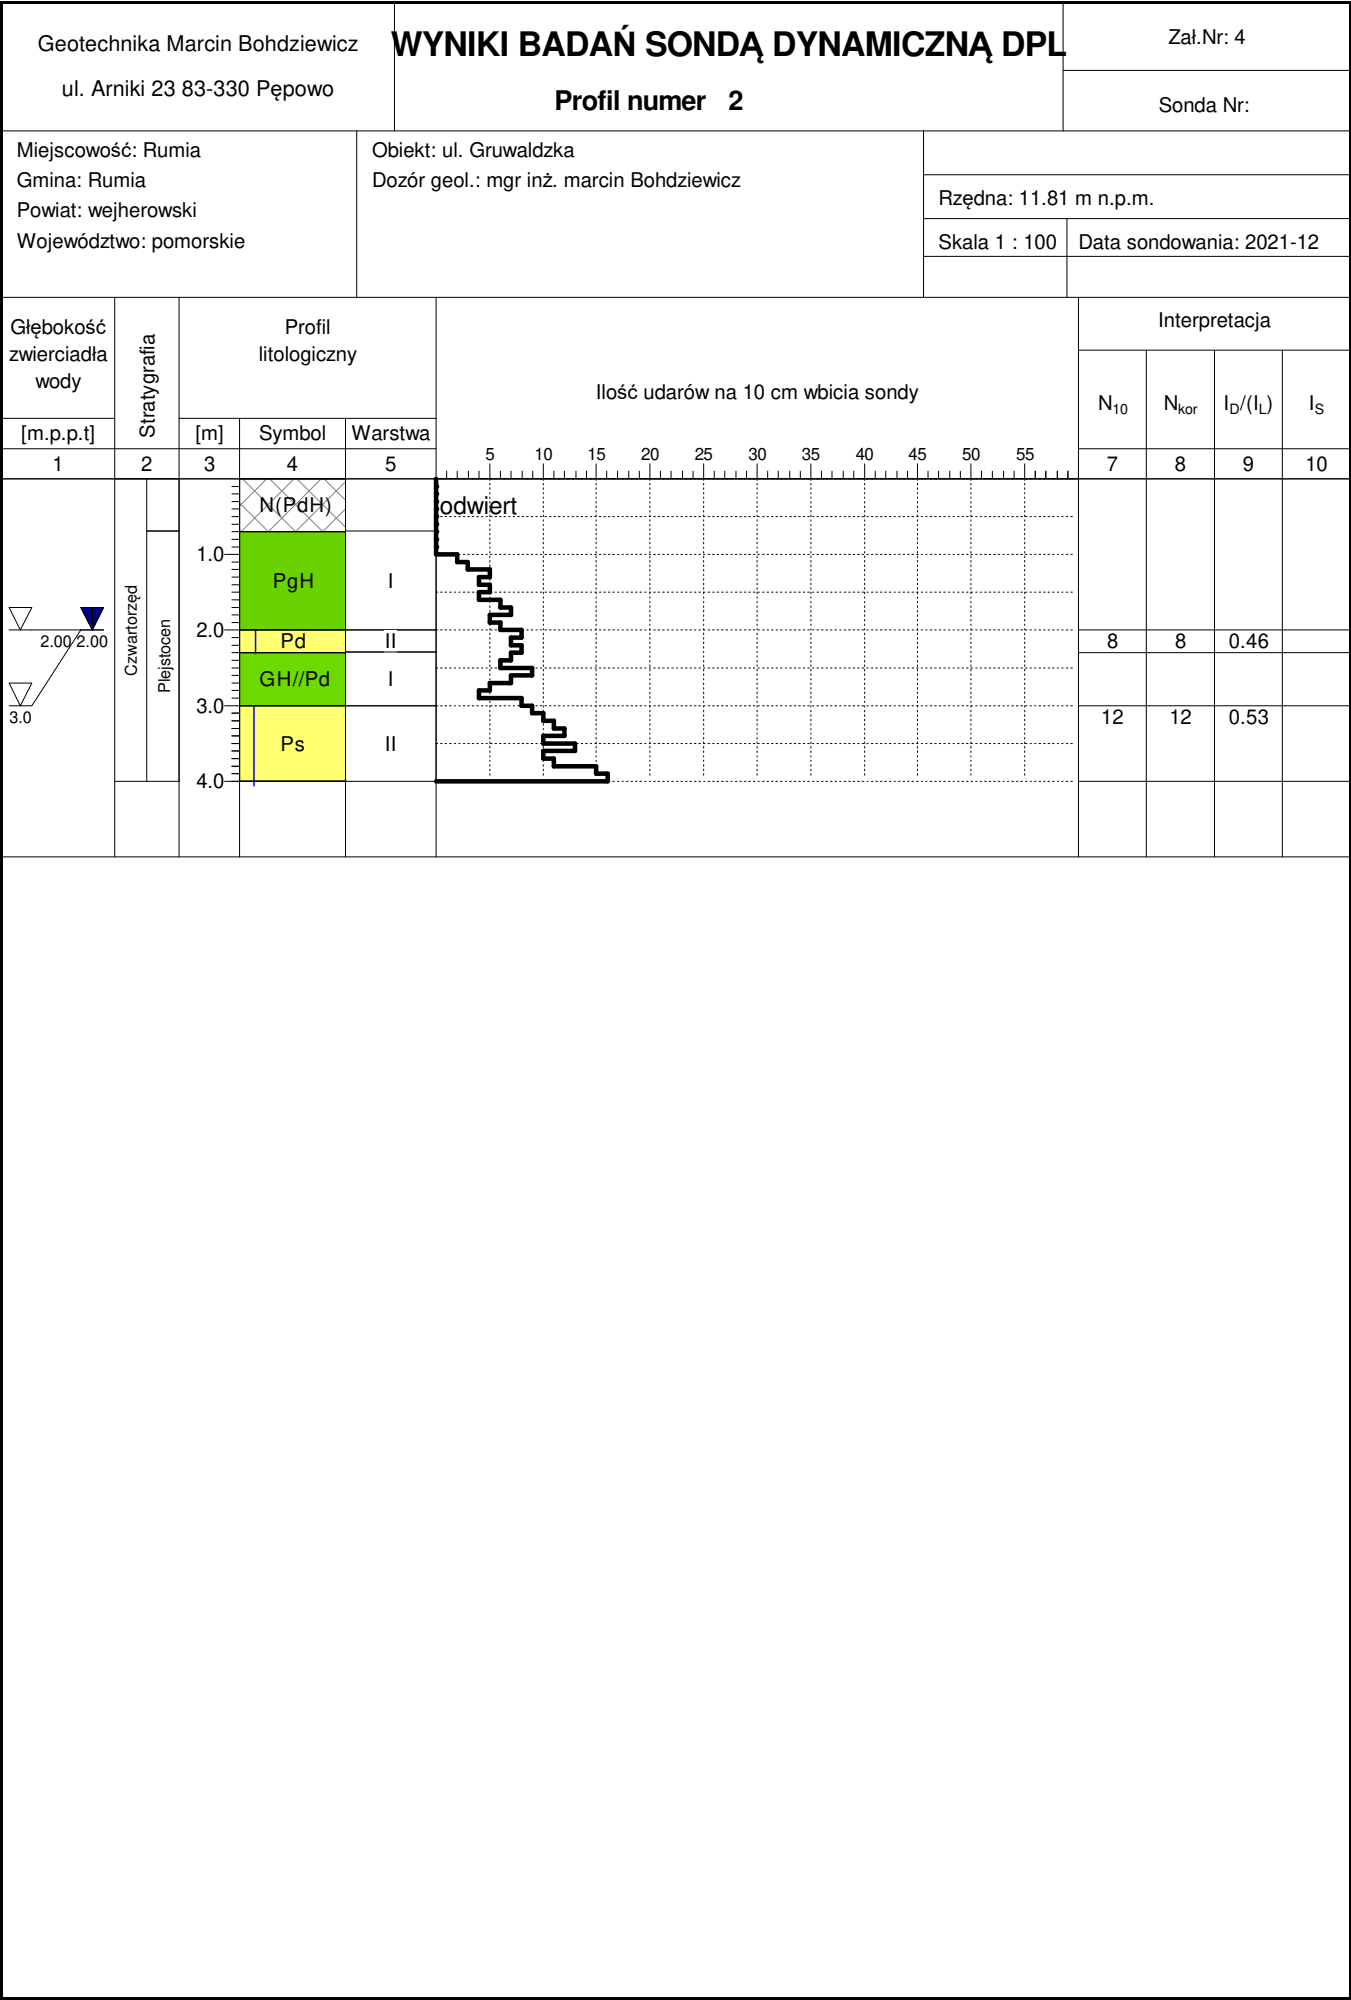 Geotechnika Marcin Bohdziewicz
ul. Arniki 23 83-330 Pępowo
WYNIKI BADAŃ SONDĄ DYNAMICZNĄ DPL
Profil numer 2
Zał.Nr: 4
Sonda Nr:
Miejscowość: Rumia
Gmina: Rumia
Powiat: wejherowski
Województwo: pomorskie
Obiekt: ul. Gruwaldzka
Dozór geol.: mgr inż. marcin Bohdziewicz
Rzędna: 11.81 m n.p.m.
Skala 1 : 100
Data sondowania: 2021-12
Głębokość
zwierciadła
wody
[m.p.p.t]
Stratygrafia
Profil
litologiczny
[m] Symbol Warstwa
Ilość udarów na 10 cm wbicia sondy
5 10 15 20 25 30 35 40 45 50 55
Interpretacja
N10 Nkor ID/(IL) IS
1 2 3 4 5 7 8 9 10
N(PdH)
odwiert
1.0
PgH I
2.00 2.00
2.0
Pd II 8 8 0.46
Czwartorzęd
Plejstocen
GH//Pd I
3.0
3.0
12 12 0.53
Ps II
4.0